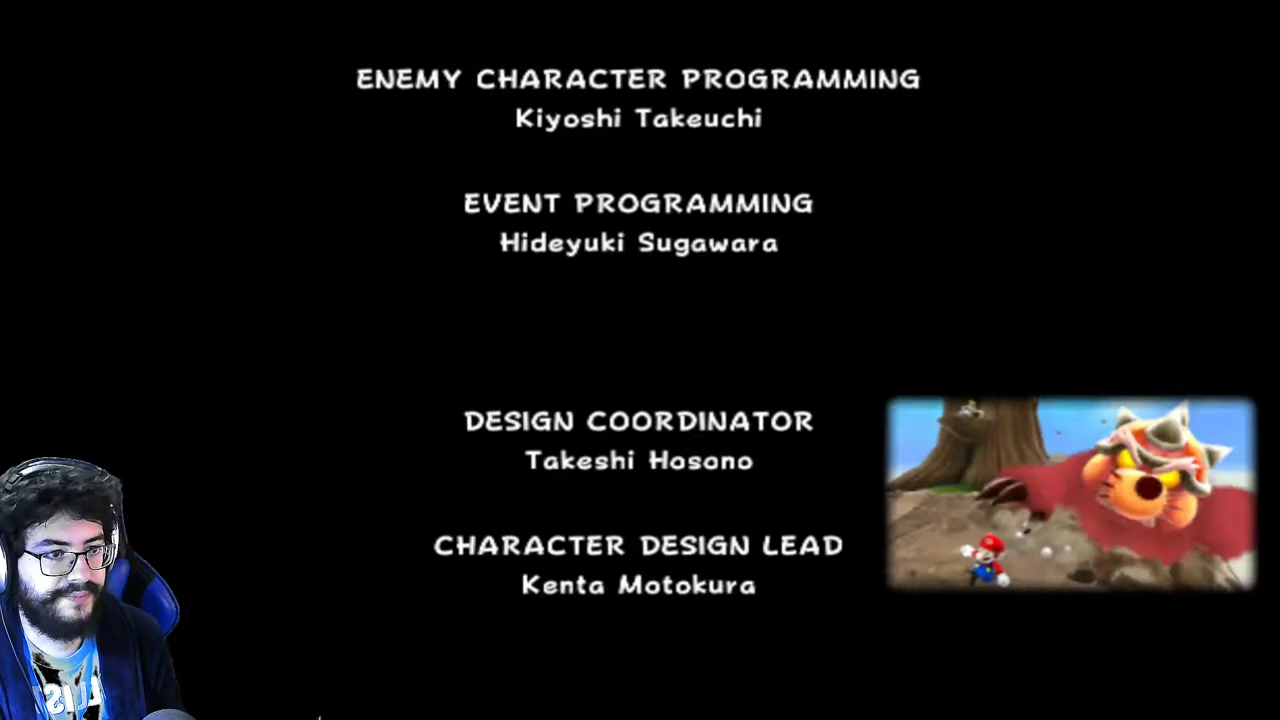 ENEMY CHARACTER PROGRAMMING
Kiyoshi Takeuchi
EVENT PROGRAMMING
Hideyuki Sugawara
DESIGN COORDINATOR
Takeshi Hosono
CHARACTER DESIGN LEAD
Kenta Motokura